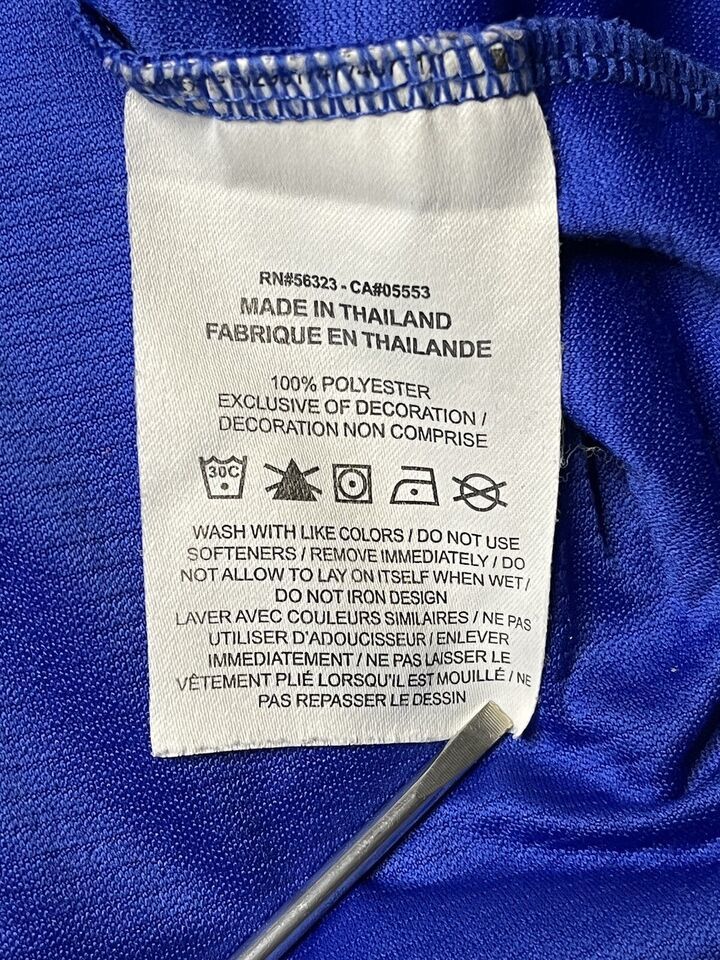 RN#56323 - CA#05553
MADE IN THAILAND
FABRIQUE EN THAILANDE
100% POLYESTER
EXCLUSIVE OF DECORATION /
DECORATION NON COMPRISE
30C
WASH WITH LIKE COLORS / DO NOT USE
SOFTENERS / REMOVE IMMEDIATELY / DO
NOT ALLOW TO LAY ON ITSELF WHEN WET /
DO NOT IRON DESIGN
LAVER AVEC COULEURS SIMILAIRES / NE PAS
UTILISER D'ADOUCISSEUR / ENLEVER
IMMEDIATEMENT / NE PAS LAISSER LE
VÊTEMENT PLIÉ LORSQU'IL EST MOUILLÉ / NE
PAS REPASSER LE DESSIN